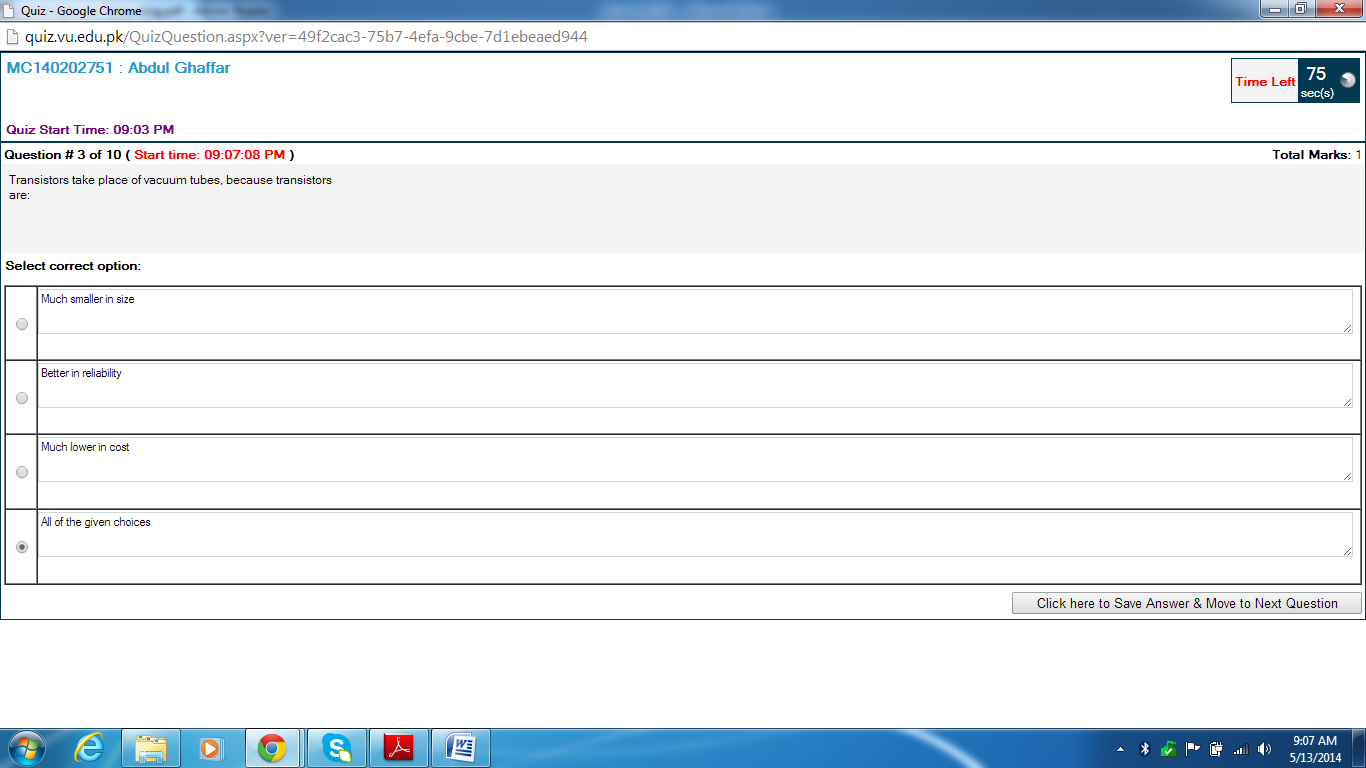 Quiz - Google Chrome
quiz.vu.edu.pk/QuizQuestion.aspx?ver=49f2cac3-75b7-4efa-9cbe-7d1ebeaed944
MC140202751 : Abdul Ghaffar
Time Left 75
sec(s)
Quiz Start Time: 09:03 PM
Question # 3 of 10 ( Start time: 09:07:08 PM ) Total Marks: 1
Transistors take place of vacuum tubes, because transistors
are:
Select correct option:
Much smaller in size
Better in reliability
Much lower in cost
All of the given choices
Click here to Save Answer & Move to Next Question
9:07 AM
5/13/2014